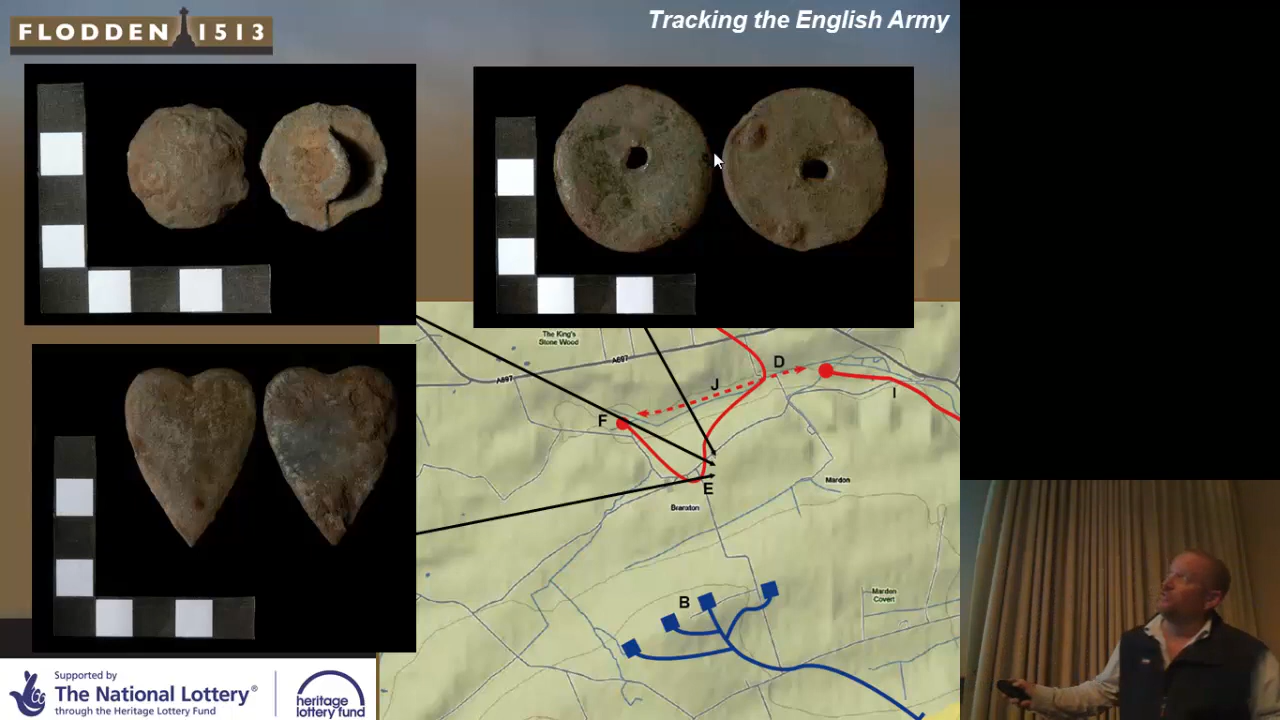 FLODDEN 1513
Tracking the English Army
The King's
Stone Wood
A697
A697
D
J
I
F
E
Mardon
Branxton
B
Marden
Covert
Supported by
The National Lottery®
through the Heritage Lottery Fund
heritage
lottery fund